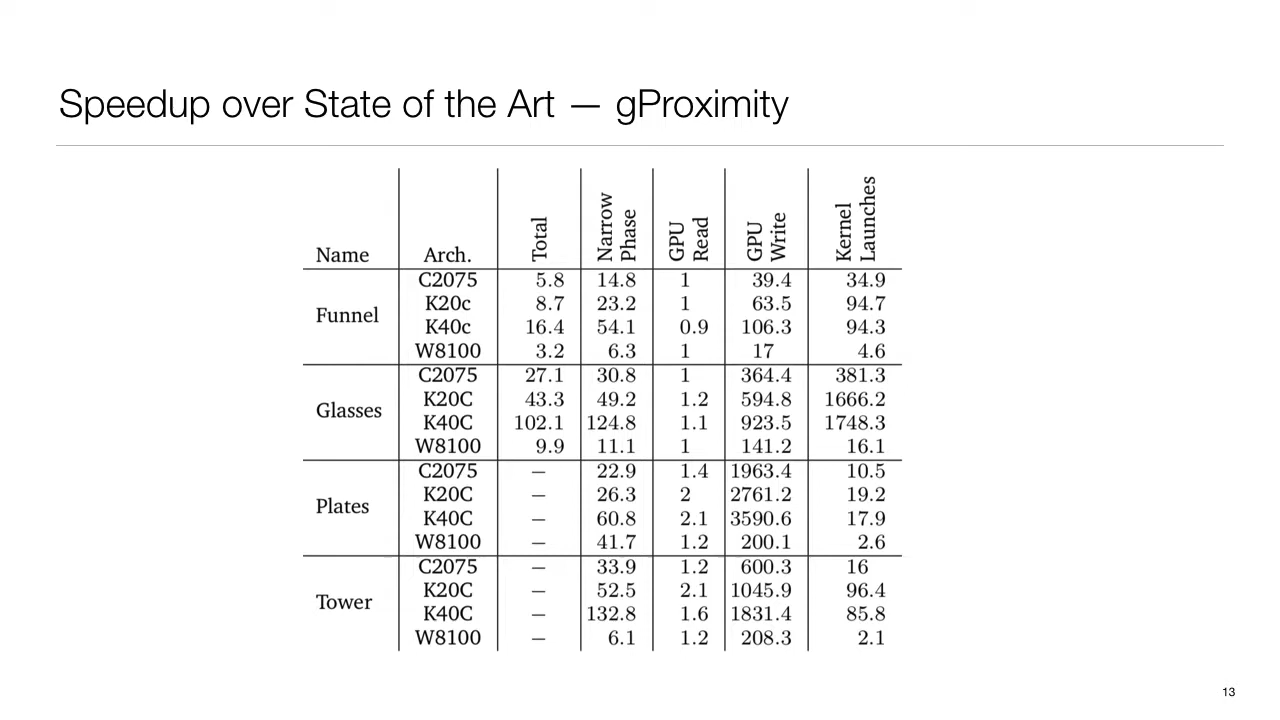 Speedup over State of the Art — gProximity
Name Arch. Total Narrow Phase GPU Read GPU Write Kernel Launches
Funnel
C2075 5.8 14.8 1 39.4 34.9
K20c 8.7 23.2 1 63.5 94.7
K40c 16.4 54.1 0.9 106.3 94.3
W8100 3.2 6.3 1 17 4.6
Glasses
C2075 27.1 30.8 1 364.4 381.3
K20C 43.3 49.2 1.2 594.8 1666.2
K40C 102.1 124.8 1.1 923.5 1748.3
W8100 9.9 11.1 1 141.2 16.1
Plates
C2075 – 22.9 1.4 1963.4 10.5
K20C – 26.3 2 2761.2 19.2
K40C – 60.8 2.1 3590.6 17.9
W8100 – 41.7 1.2 200.1 2.6
Tower
C2075 – 33.9 1.2 600.3 16
K20C – 52.5 2.1 1045.9 96.4
K40C – 132.8 1.6 1831.4 85.8
W8100 – 6.1 1.2 208.3 2.1
13